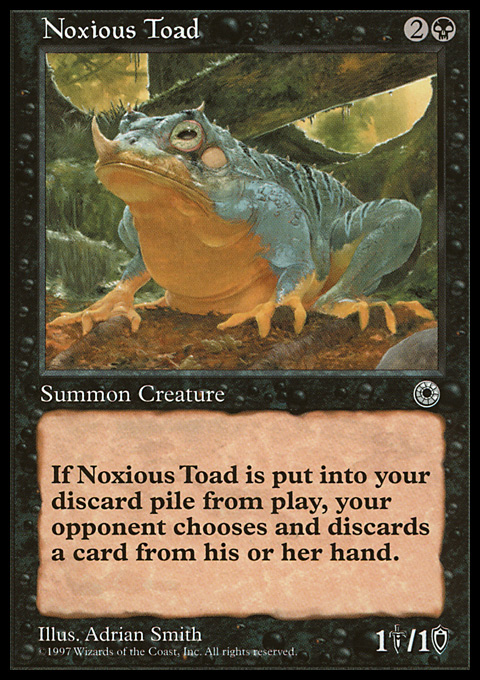 Noxious Toad 2
Summon Creature
If Noxious Toad is put into your
discard pile from play, your
opponent chooses and discards
a card from his or her hand.
Illus. Adrian Smith
©1997 Wizards of the Coast, Inc. All rights reserved.
1/1